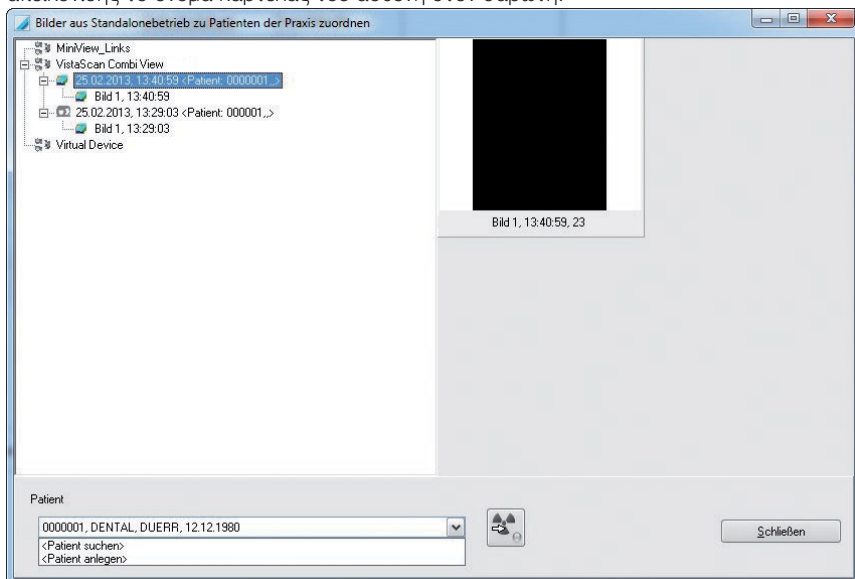 Bilder aus Standalonebetrieb zu Patienten der Praxis zuordnen
MiniView_Links
VistaScan Combi View
25.02.2013, 13:40:59 <Patient: 0000001,,>
Bild 1, 13:40:59
25.02.2013, 13:29:03 <Patient: 000001,,>
Bild 1, 13:29:03
Virtual Device
Bild 1, 13:40:59, 23
Patient
0000001, DENTAL, DUERR, 12.12.1980
<Patient suchen>
<Patient anlegen>
Schließen